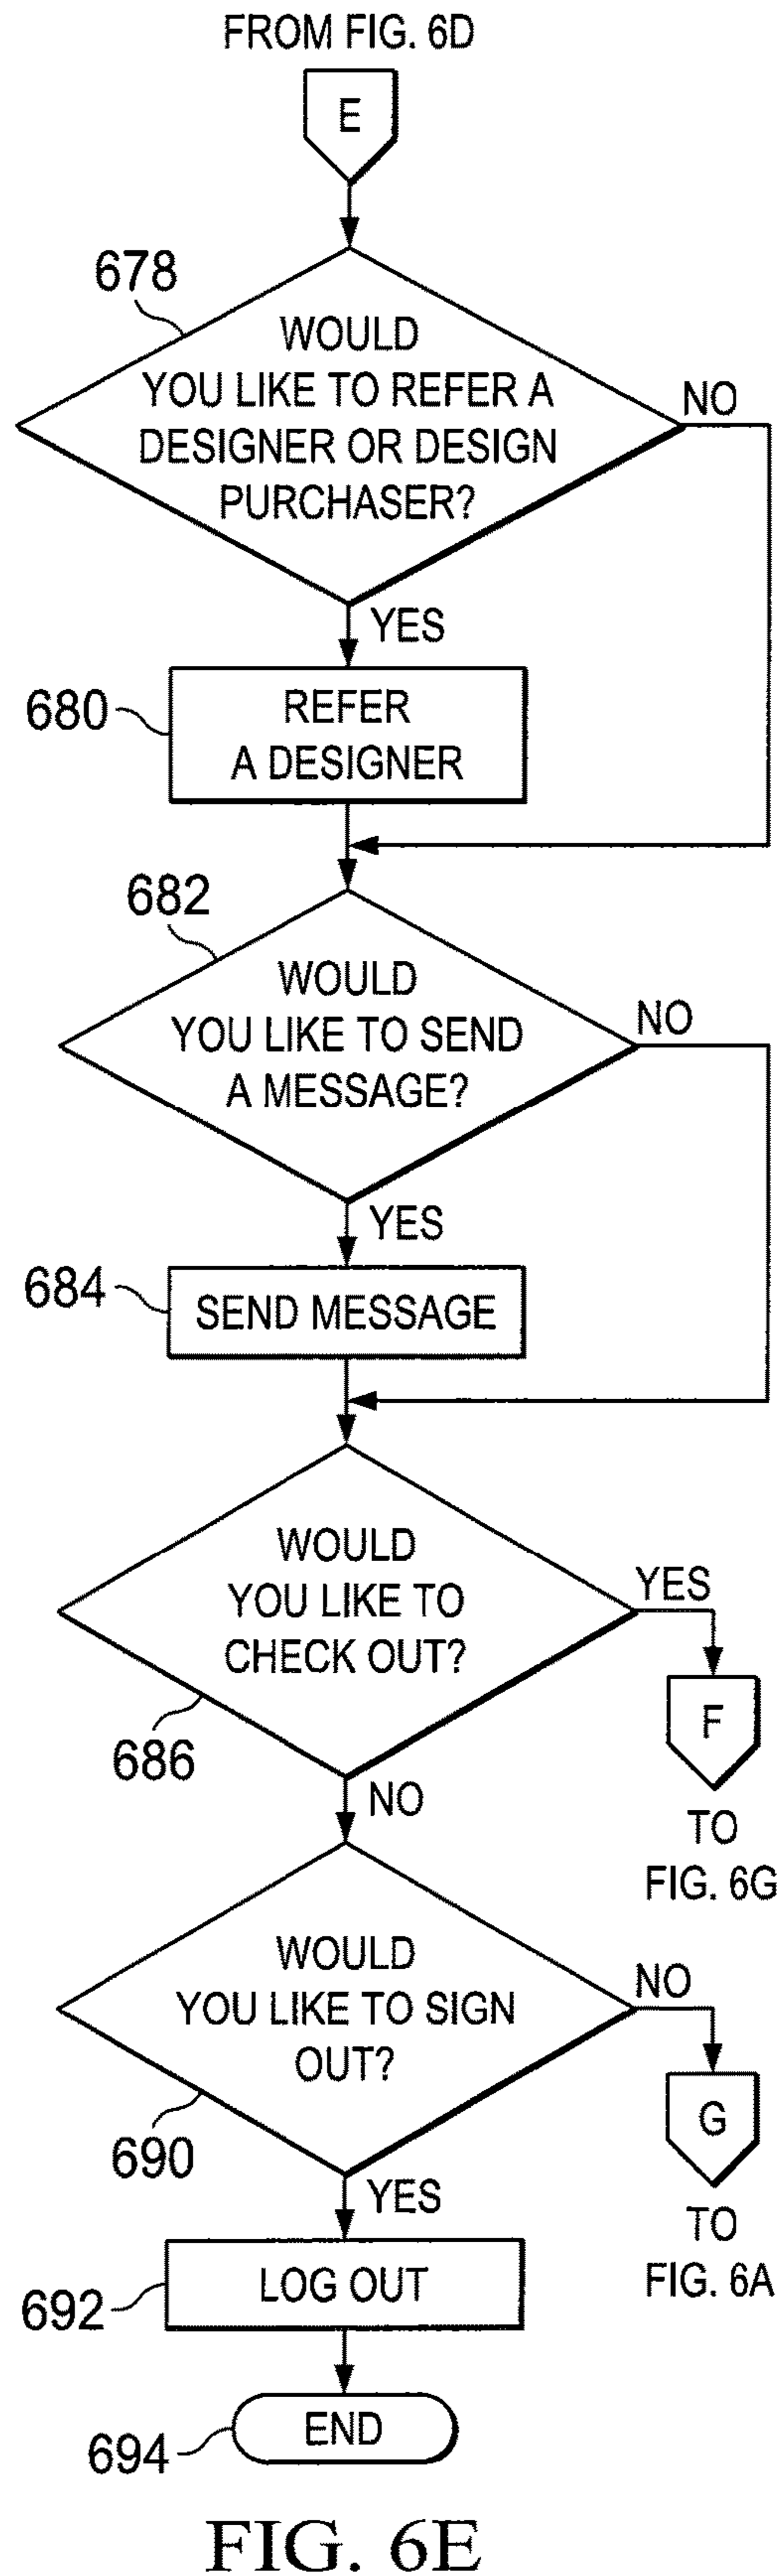 FROM FIG. 6D
E
678
WOULD
YOU LIKE TO REFER A
DESIGNER OR DESIGN
PURCHASER?
NO
YES
680
REFER
A DESIGNER
682
WOULD
YOU LIKE TO SEND
A MESSAGE?
NO
YES
684
SEND MESSAGE
WOULD
YOU LIKE TO
CHECK OUT?
YES
686
F
TO
FIG. 6G
NO
WOULD
YOU LIKE TO SIGN
OUT?
NO
690
G
TO
FIG. 6A
YES
692
LOG OUT
694
END
FIG. 6E